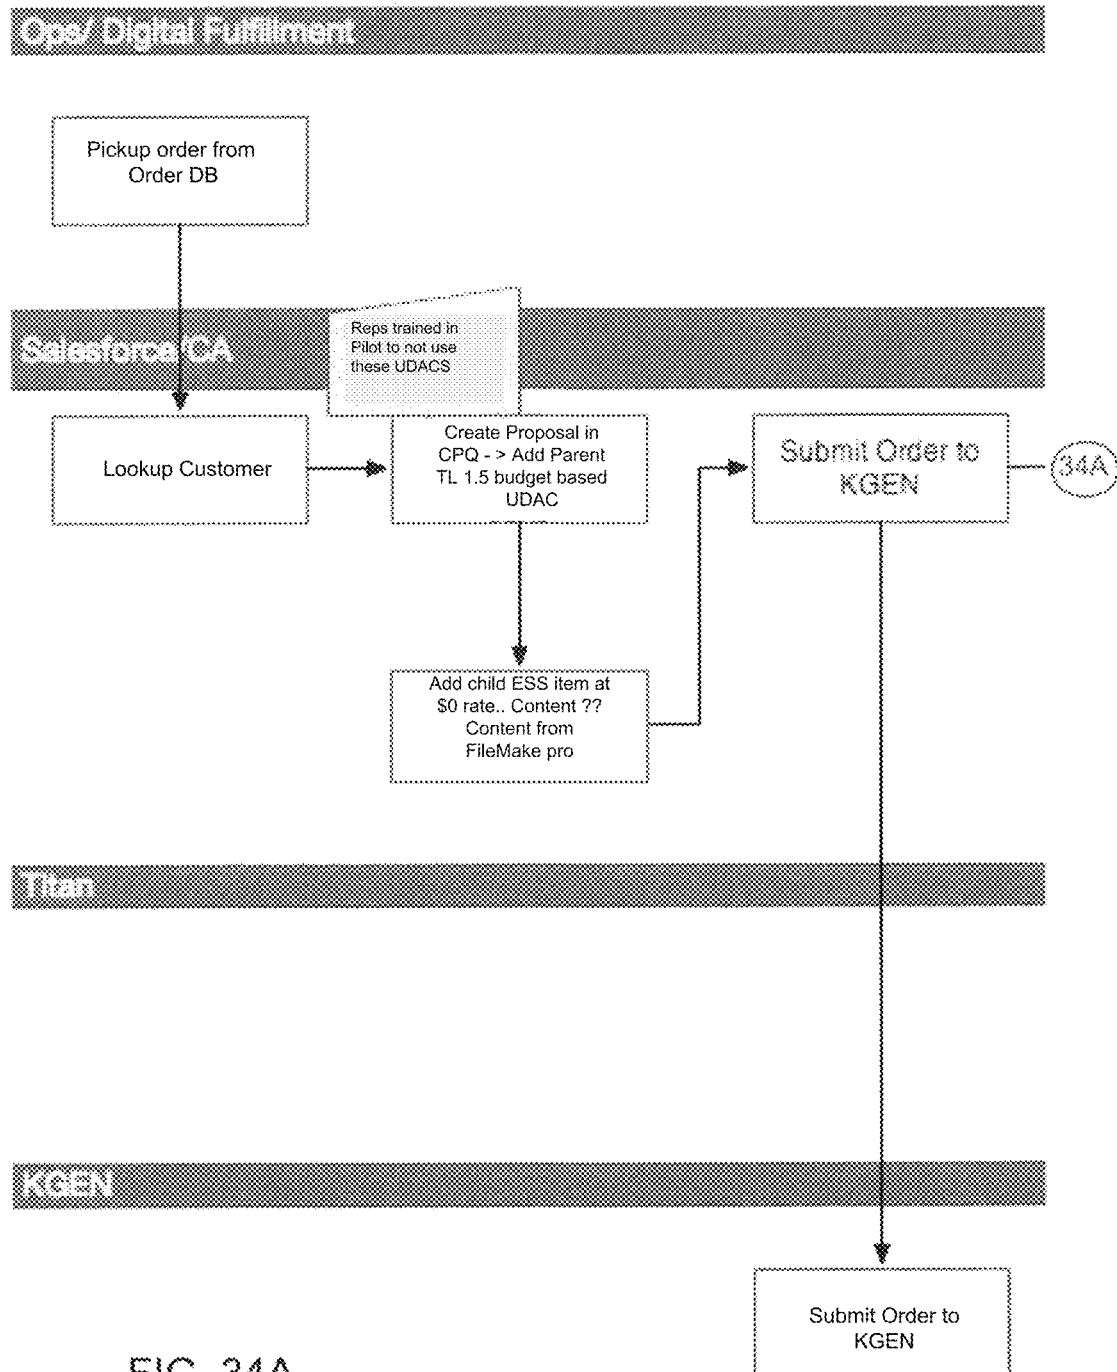 Ops/ Digital Fulfillment
Pickup order from
Order DB
Salesforce/CA
Reps trained in
Pilot to not use
these UDACS
Lookup Customer
Create Proposal in
CPQ - > Add Parent
TL 1.5 budget based
UDAC
Submit Order to
KGEN
34A
Add child ESS item at
$0 rate.. Content ??
Content from
FileMake pro
Titan
KGEN
Submit Order to
KGEN
FIG. 34A